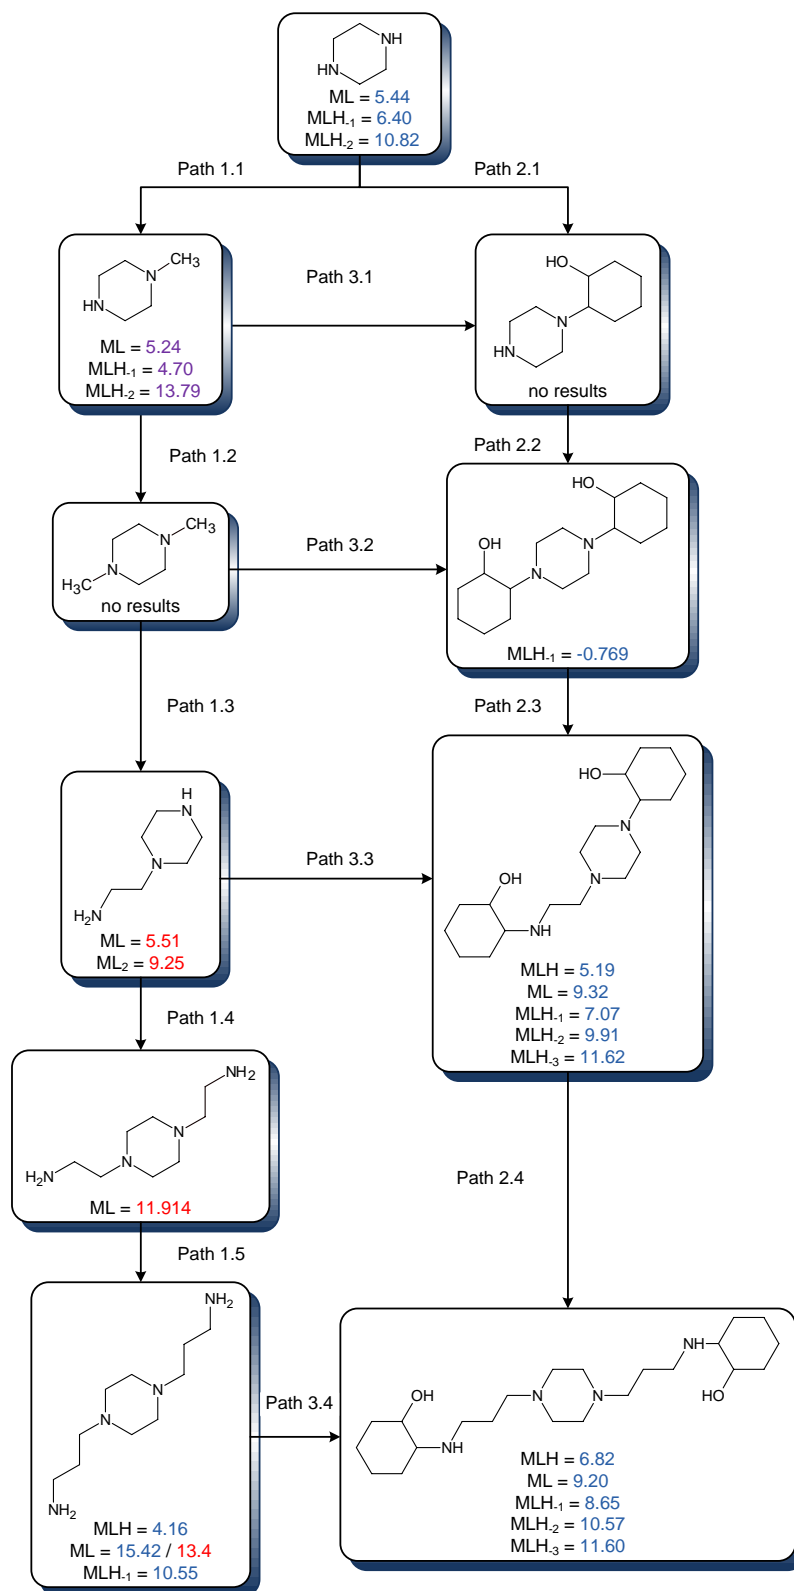 NH
HN
ML = 5.44
MLH-1 = 6.40
MLH-2 = 10.82
Path 1.1
Path 2.1
CH3
N
HN
ML = 5.24
MLH-1 = 4.70
MLH-2 = 13.79
Path 3.1
HO
N
HN
no results
Path 1.2
Path 2.2
CH3
N
N
H3C
no results
Path 3.2
HO
OH
N
N
MLH-1 = -0.769
Path 1.3
Path 2.3
H
N
N
H2N
ML = 5.51
ML2 = 9.25
Path 3.3
HO
N
OH
N
NH
MLH = 5.19
ML = 9.32
MLH-1 = 7.07
MLH-2 = 9.91
MLH-3 = 11.62
Path 1.4
NH2
N
N
H2N
ML = 11.914
Path 2.4
Path 1.5
NH2
N
N
NH2
MLH = 4.16
ML = 15.42 / 13.4
MLH-1 = 10.55
Path 3.4
NH
OH
N
N
HO
NH
MLH = 6.82
ML = 9.20
MLH-1 = 8.65
MLH-2 = 10.57
MLH-3 = 11.60